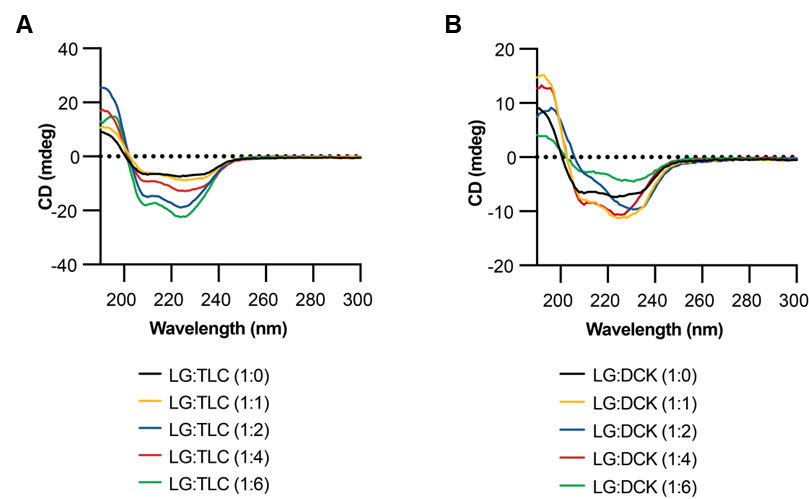 A
40
20
0
-20
-40
CD (mdeg)
200 220 240 260 280 300
Wavelength (nm)
LG:TLC (1:0)
LG:TLC (1:1)
LG:TLC (1:2)
LG:TLC (1:4)
LG:TLC (1:6)
B
20
10
0
-10
-20
CD (mdeg)
200 220 240 260 280 300
Wavelength (nm)
LG:DCK (1:0)
LG:DCK (1:1)
LG:DCK (1:2)
LG:DCK (1:4)
LG:DCK (1:6)